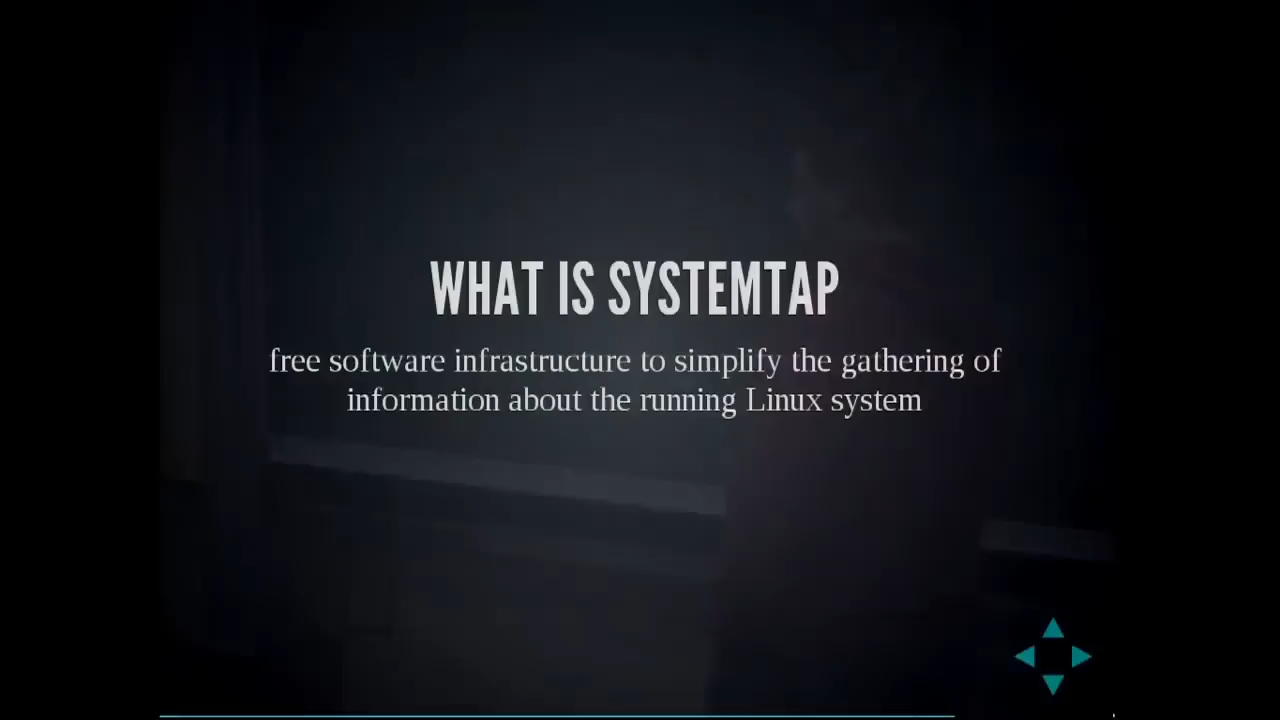 WHAT IS SYSTEMTAP
free software infrastructure to simplify the gathering of
information about the running Linux system